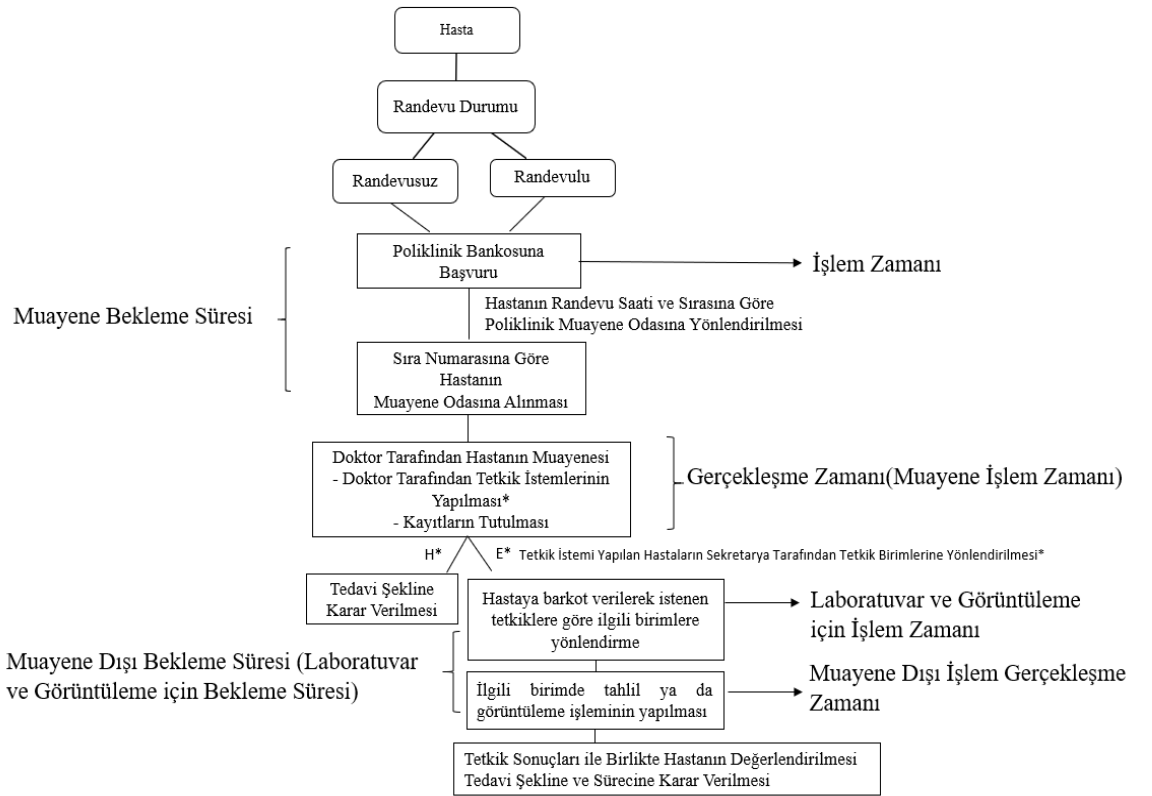 Hasta
Randevu Durumu
Randevusuz
Randevulu
Poliklinik Bankosuna
Başvuru
İşlem Zamanı
Muayene Bekleme Süresi
Hastanın Randevu Saati ve Sırasına Göre
Poliklinik Muayene Odasına Yönlendirilmesi
Sıra Numarasına Göre
Hastanın
Muayene Odasına Alınması
Doktor Tarafından Hastanın Muayenesi
- Doktor Tarafından Tetkik İstemlerinin
Yapılması*
- Kayıtların Tutulması
Gerçekleşme Zamanı(Muayene İşlem Zamanı)
H*
E* Tetkik İstemi Yapılan Hastaların Sekretarya Tarafından Tetkik Birimlerine Yönlendirilmesi*
Tedavi Şekline
Karar Verilmesi
Hastaya barkot verilerek istenen
tetkiklere göre ilgili birimlere
yönlendirme
Laboratuvar ve Görüntüleme
için İşlem Zamanı
Muayene Dışı Bekleme Süresi (Laboratuvar
ve Görüntüleme için Bekleme Süresi)
İlgili birimde tahlil ya da
görüntüleme işleminin yapılması
Muayene Dışı İşlem Gerçekleşme
Zamanı
Tetkik Sonuçları ile Birlikte Hastanın Değerlendirilmesi
Tedavi Şekline ve Sürecine Karar Verilmesi